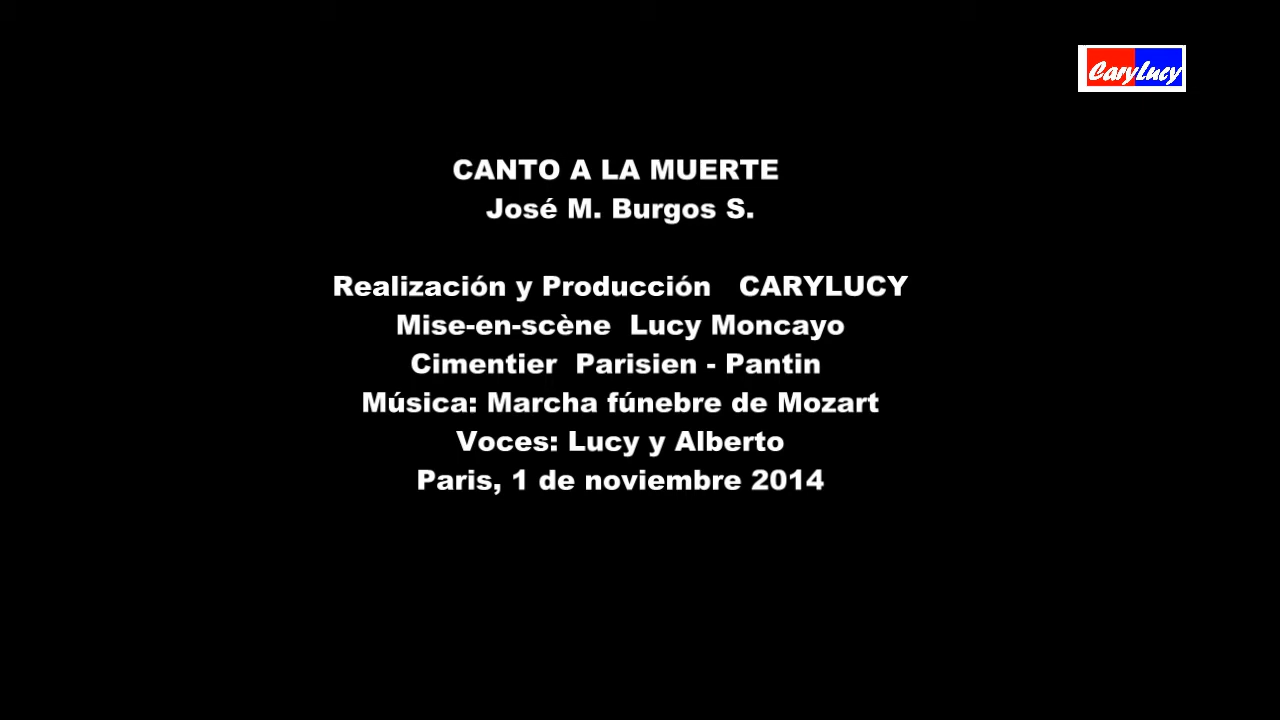 CaryLucy
CANTO A LA MUERTE
José M. Burgos S.
Realización y Producción CARYLUCY
Mise-en-scène Lucy Moncayo
Cimentier Parisien - Pantin
Música: Marcha fúnebre de Mozart
Voces: Lucy y Alberto
Paris, 1 de noviembre 2014